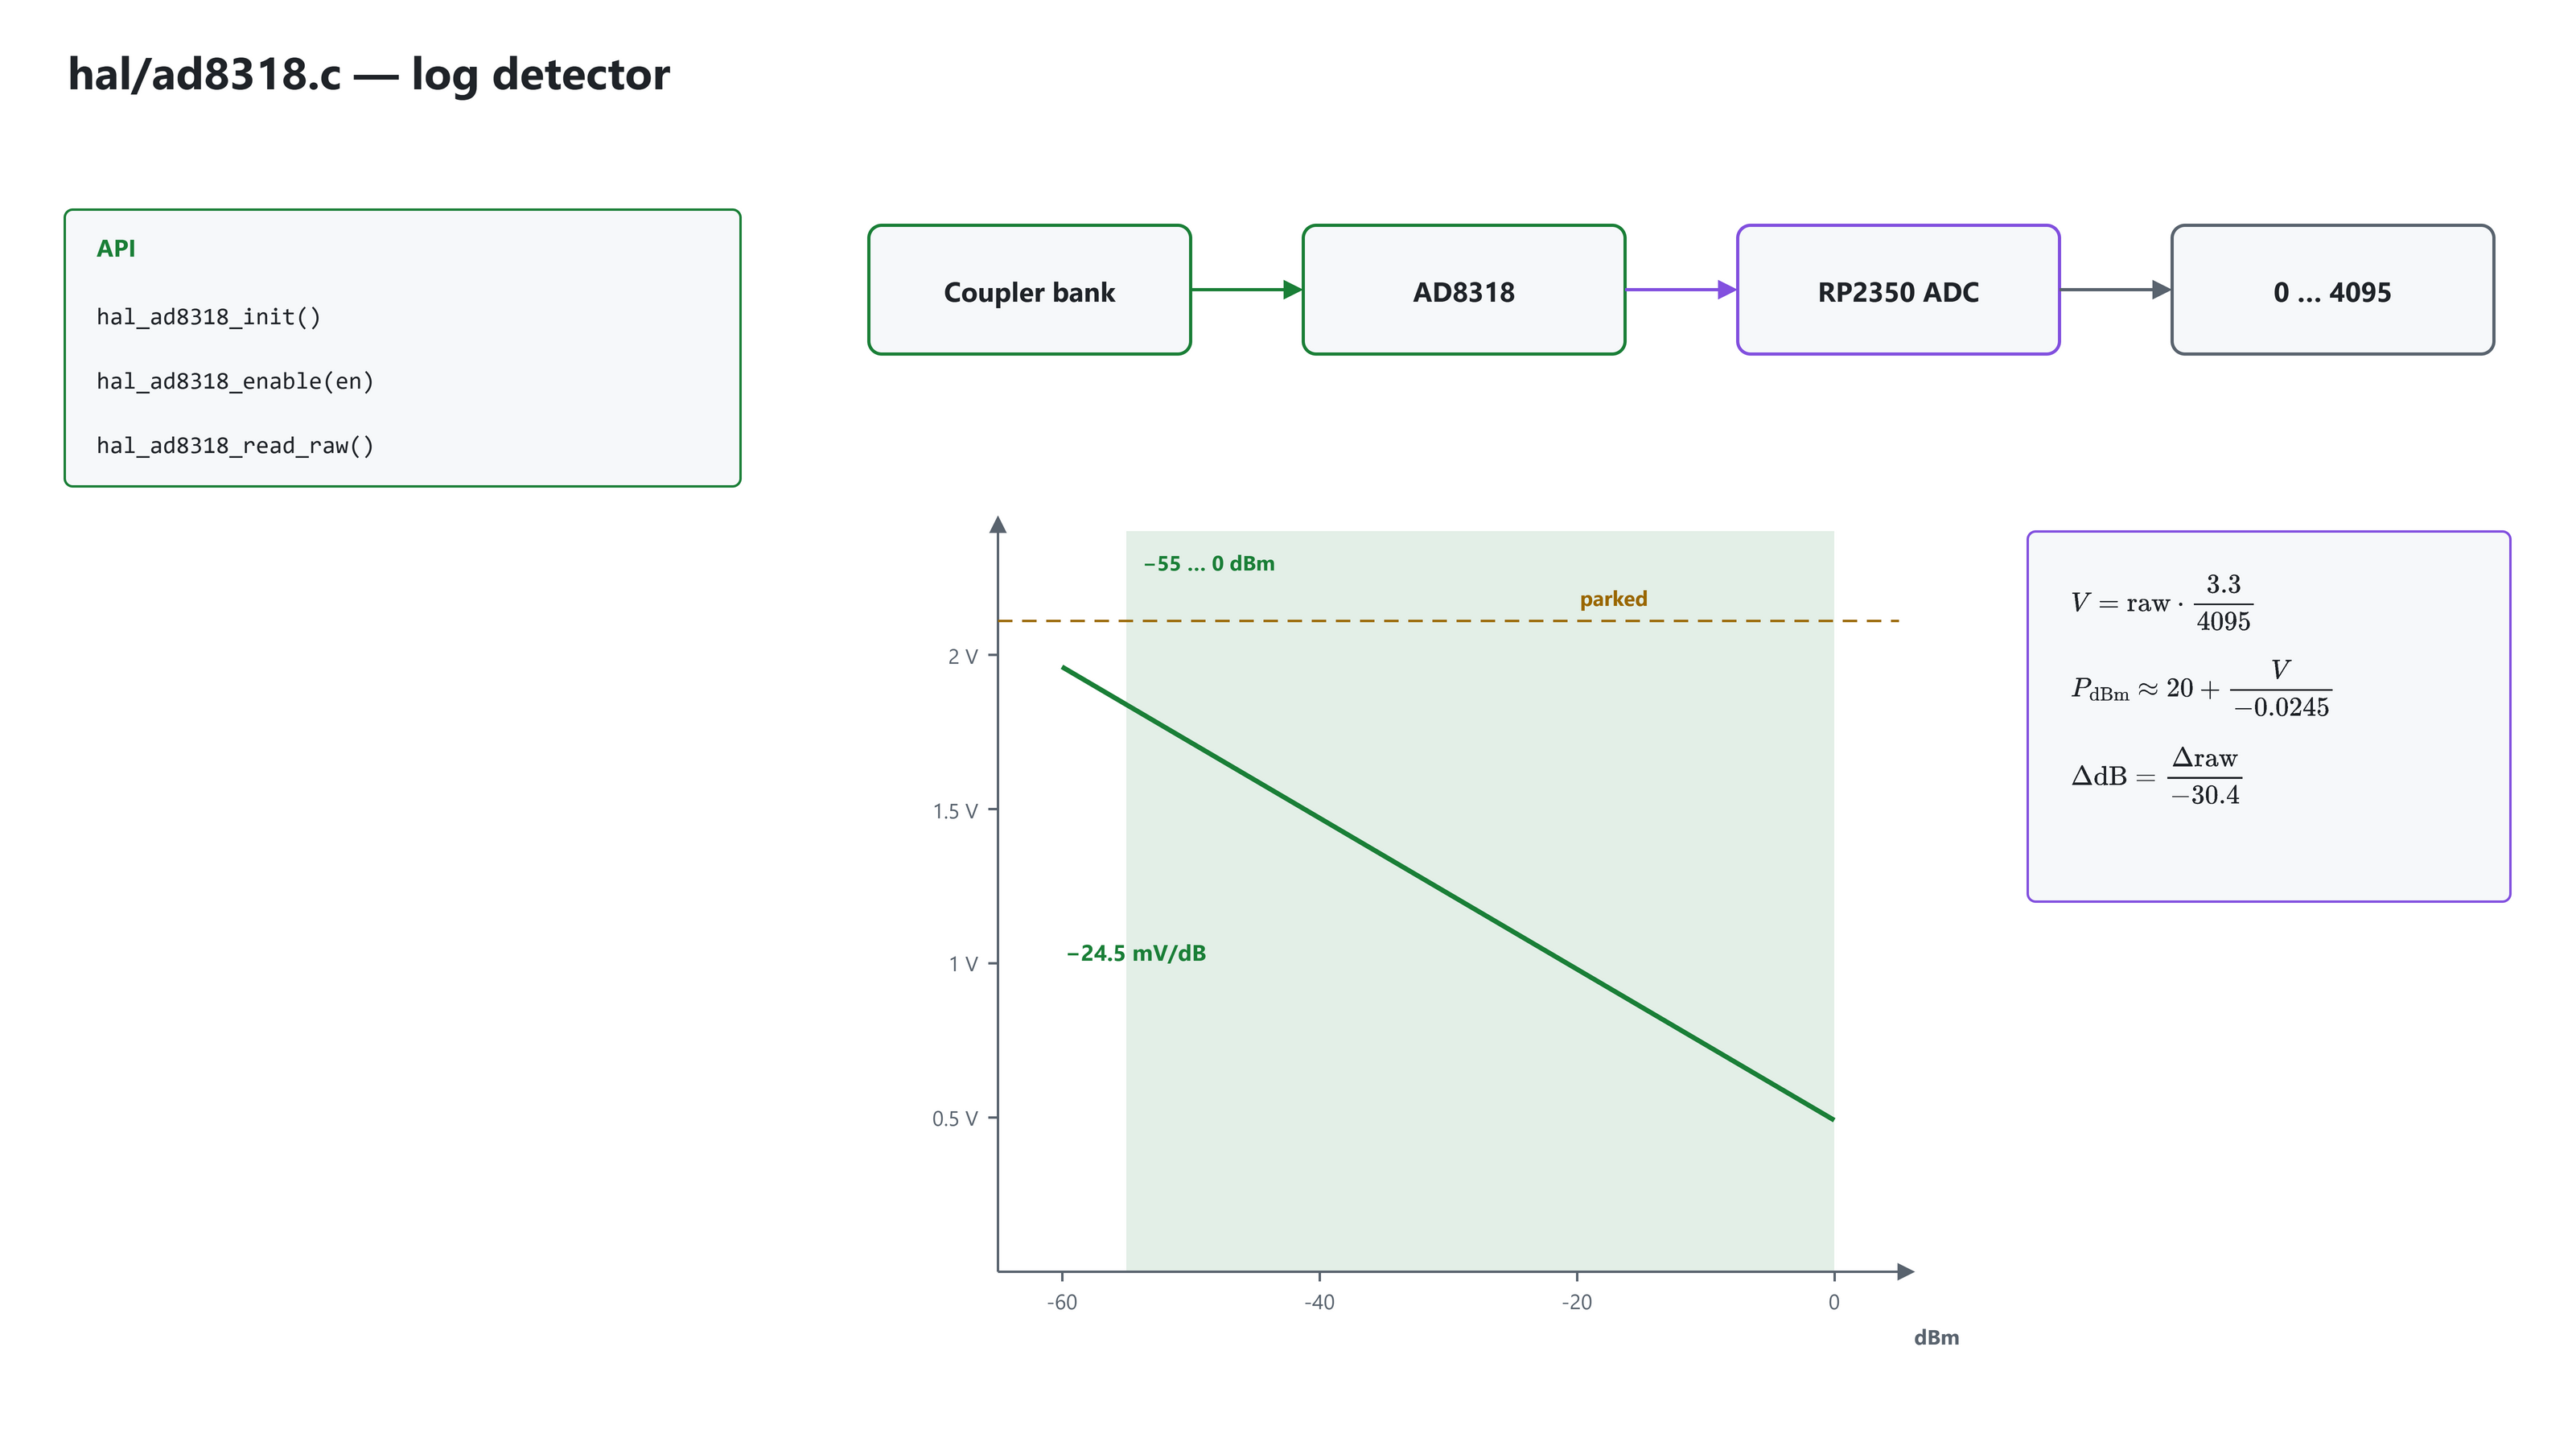 hal/ad8318.c — log detector
API
hal_ad8318_init()
hal_ad8318_enable(en)
hal_ad8318_read_raw()
Coupler bank
AD8318
RP2350 ADC
0 … 4095
−55 … 0 dBm
parked
2 V
1.5 V
1 V
0.5 V
−24.5 mV/dB
-60
-40
-20
0
dBm
V = raw · 3.3/4095
P_dBm ≈ 20 + V/−0.0245
ΔdB = Δraw/−30.4